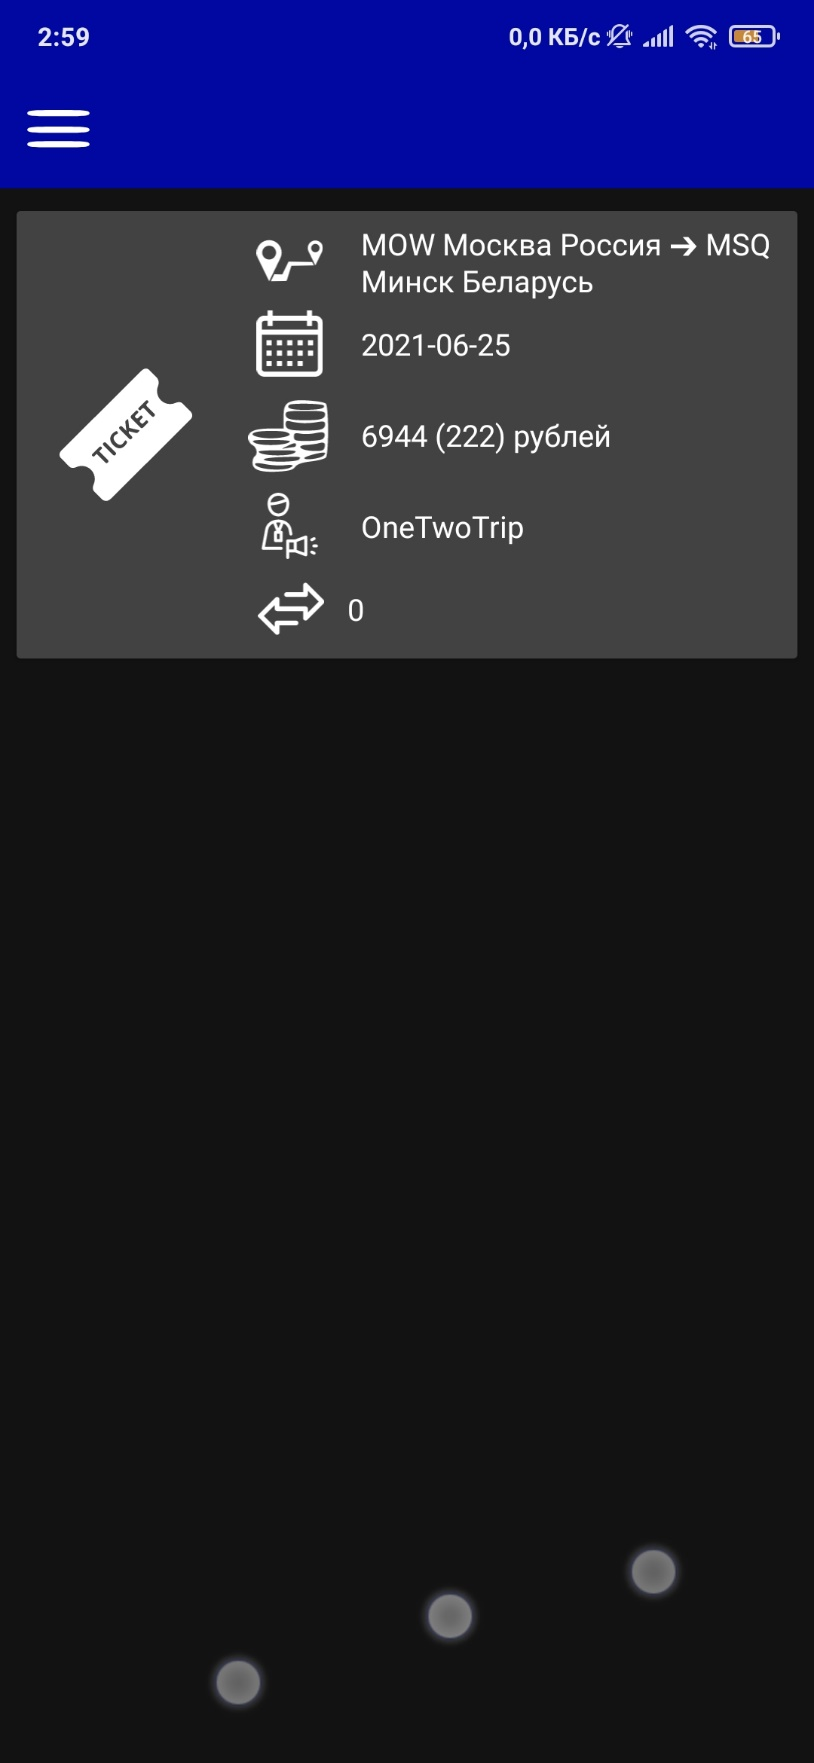 2:59
0,0 КБ/с
65
MOW Москва Россия ➔ MSQ
Минск Беларусь
2021-06-25
TICKET
6944 (222) рублей
OneTwoTrip
0